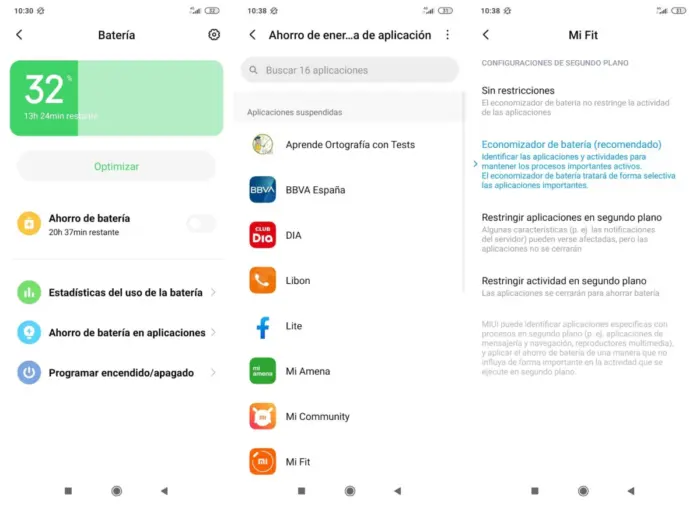 10:30
32
Batería
32 %
13h 24min restante
Optimizar
Ahorro de batería
20h 37min restante
Estadísticas del uso de la batería
Ahorro de batería en aplicaciones
Programar encendido/apagado
10:38
31
Ahorro de ener...a de aplicación
Buscar 16 aplicaciones
Aplicaciones suspendidas
Aprende Ortografía con Tests
BBVA
BBVA España
CLUB
Dia
DIA
Libon
Lite
mi
amena
Mi Amena
Mi Community
Mi Fit
10:38
31
Mi Fit
CONFIGURACIONES DE SEGUNDO PLANO
Sin restricciones
El economizador de batería no restringe la actividad
de las aplicaciones
Economizador de batería (recomendado)
Identificar las aplicaciones y actividades para
mantener los procesos importantes activos.
El economizador de batería tratará de forma selectiva
las aplicaciones importantes.
Restringir aplicaciones en segundo plano
Algunas características (p. ej. las notificaciones
del servidor) pueden verse afectadas, pero las
aplicaciones no se cerrarán
Restringir actividad en segundo plano
Las aplicaciones se cerrarán para ahorrar batería
MIUI puede identificar aplicaciones específicas con
procesos en segundo plano (p. ej. aplicaciones de
mensajería y navegación, reproductores multimedia),
y aplicar el ahorro de batería de una manera que no
influya de forma importante en la actividad que se
ejecute en segundo plano.